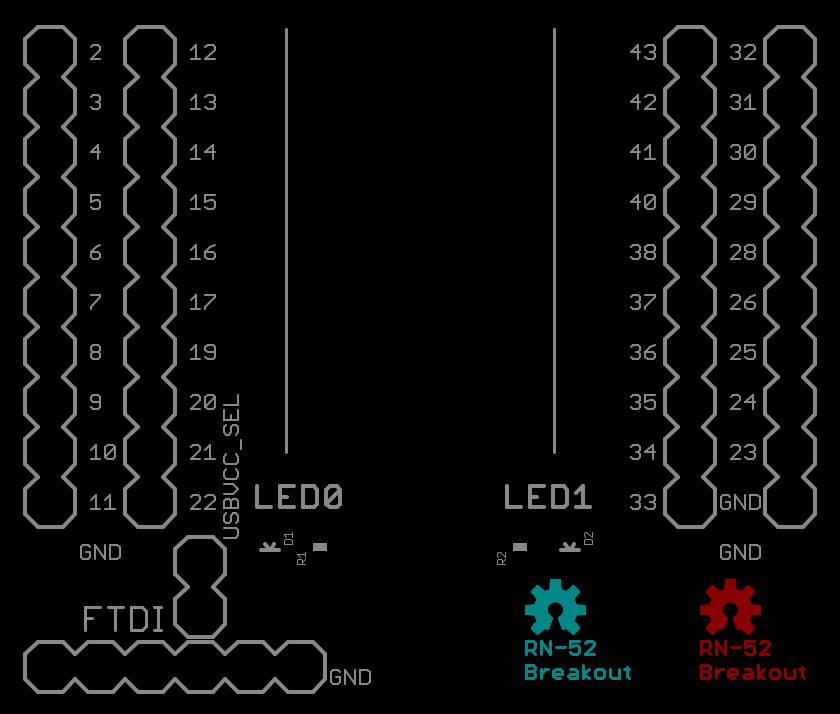 2 12 43 32
3 13 42 31
4 14 41 30
5 15 40 29
6 16 38 28
7 17 37 26
8 19 36 25
9 20 35 24
10 21 34 23
11 22 33 GND
USBVCC_SEL
LED0 LED1
D1 R1 R2 D2
GND GND
FTDI
GND
RN-52 RN-52
Breakout Breakout